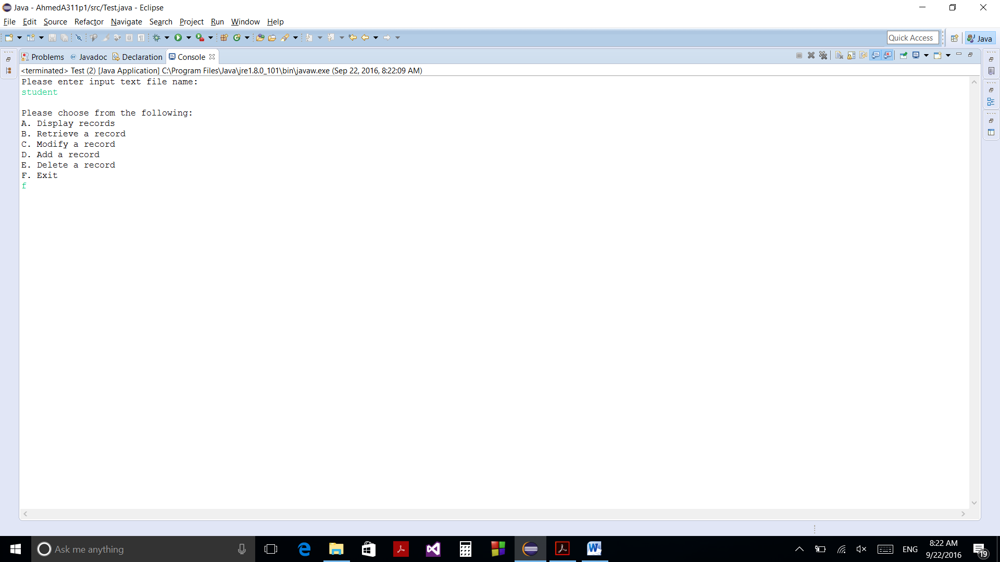 Java - AhmedA311p1/src/Test.java - Eclipse
File Edit Source Refactor Navigate Search Project Run Window Help
Quick Access Java
Problems @ Javadoc Declaration Console
<terminated> Test (2) [Java Application] C:\Program Files\Java\jre1.8.0_101\bin\javaw.exe (Sep 22, 2016, 8:22:09 AM)
Please enter input text file name:
student
Please choose from the following:
A. Display records
B. Retrieve a record
C. Modify a record
D. Add a record
E. Delete a record
F. Exit
f
Ask me anything
ENG
8:22 AM
9/22/2016
19